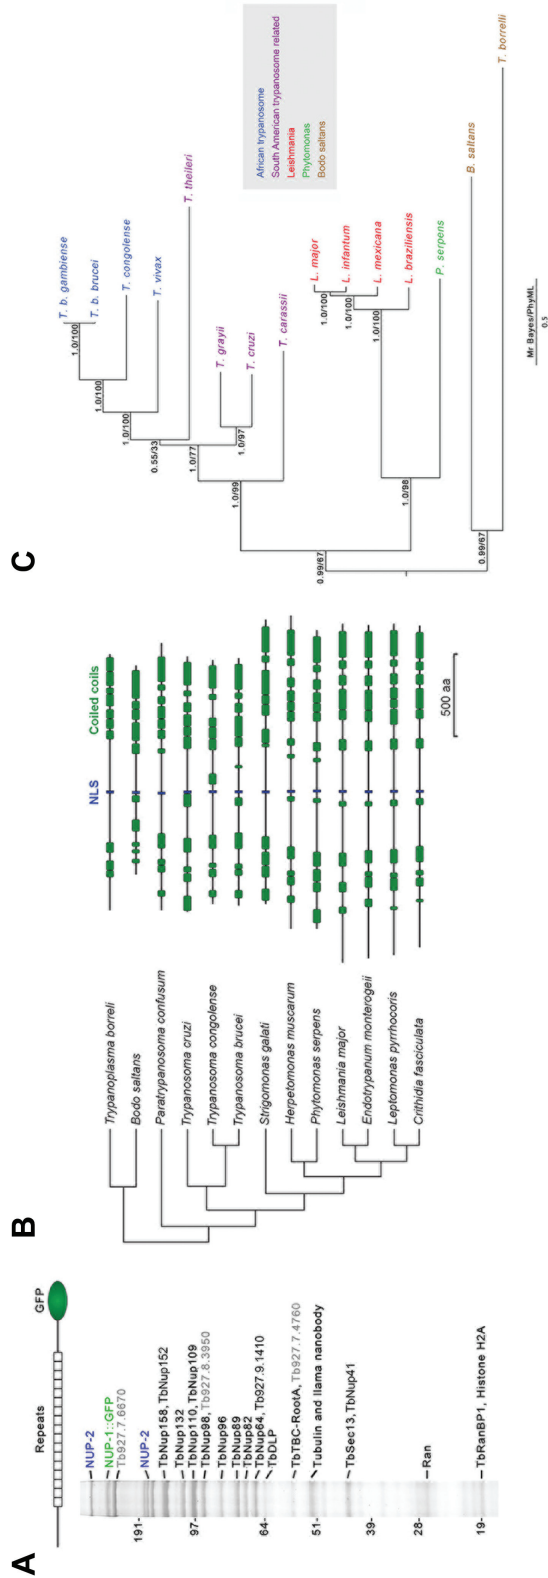 A
Repeats
GFP
NUP-2
NUP-1::GFP
Tb927.7.6670
NUP-2
TbNup158, TbNup152
TbNup132
TbNup110, TbNup109
TbNup98, Tb927.8.3950
TbNup96
TbNup89
TbNup82
TbNup64, Tb927.9.1410
TbDLP
TbTBC-RootA, Tb927.7.4760
Tubulin and llama nanobody
TbSec13, TbNup41
Ran
TbRanBP1, Histone H2A
191-
97-
64-
51-
39-
28-
19-
B
NLS
Coiled coils
Trypanoplasma borreli
Bodo saltans
Paratrypanosoma confusum
Trypanosoma cruzi
Trypanosoma congolense
Trypanosoma brucei
Strigomonas galati
Herpetomonas muscarum
Phytomonas serpens
Leishmania major
Endotrypanum monterogeii
Leptomonas pyrrhocoris
Crithidia fasciculata
500 aa
C
T. b. gambiense
T. b. brucei
T. congolense
T. vivax
T. theileri
T. grayii
T. cruzi
T. carassii
L. major
L. infantum
L. mexicana
L. braziliensis
P. serpens
B. saltans
T. borrelli
1.0/100
1.0/100
1.0/100
0.55/33
1.0/77
1.0/97
1.0/99
0.99/67
1.0/100
1.0/100
1.0/100
1.0/98
0.99/67
African trypanosome
South American trypanosome related
Leishmania
Phytomonas
Bodo saltans
Mr Bayes/PhyML
0.5